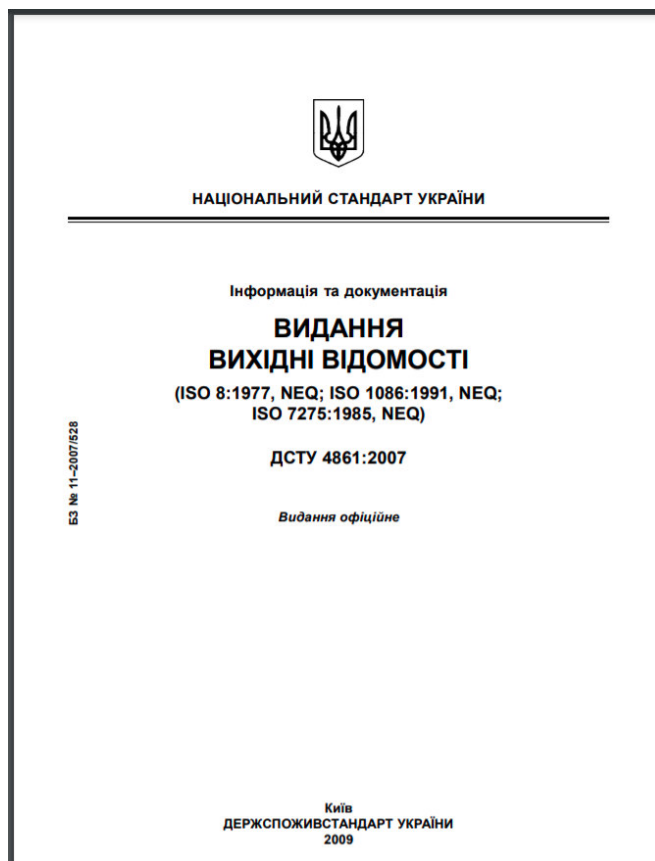 НАЦІОНАЛЬНИЙ СТАНДАРТ УКРАЇНИ
Інформація та документація
ВИДАННЯ
ВИХІДНІ ВІДОМОСТІ
(ISO 8:1977, NEQ; ISO 1086:1991, NEQ;
ISO 7275:1985, NEQ)
ДСТУ 4861:2007
БЗ № 11–2007/528
Видання офіційне
Київ
ДЕРЖСПОЖИВСТАНДАРТ УКРАЇНИ
2009